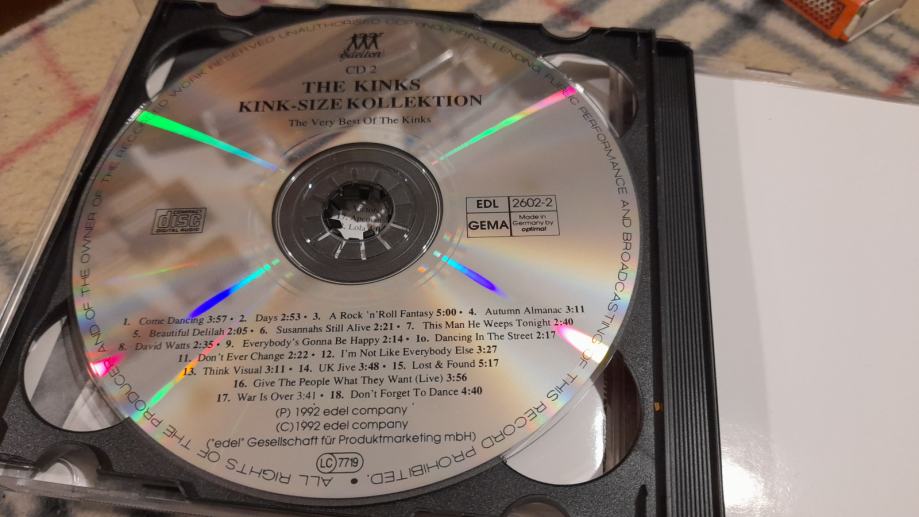 edelton
CD 2
THE KINKS
KINK-SIZE KOLLEKTION
The Very Best Of The Kinks
COMPACT
disc
DIGITAL AUDIO
EDL 2602-2
GEMA Made in Germany by optimal
1. Come Dancing 3:57 • 2. Days 2:53 • 3. A Rock 'n'Roll Fantasy 5:00 • 4. Autumn Almanac 3:11
5. Beautiful Delilah 2:05 • 6. Susannahs Still Alive 2:21 • 7. This Man He Weeps Tonight 2:40
8. David Watts 2:35 • 9. Everybody's Gonna Be Happy 2:14 • 1o. Dancing In The Street 2:17
11. Don't Ever Change 2:22 • 12. I'm Not Like Everybody Else 3:27
13. Think Visual 3:11 • 14. UK Jive 3:48 • 15. Lost & Found 5:17
16. Give The People What They Want (Live) 3:56
17. War Is Over 3:41 • 18. Don't Forget To Dance 4:40
(P) 1992 edel company
(C) 1992 edel company
("edel" Gesellschaft für Produktmarketing mbH)
LC 7719
ALL RIGHTS OF THE PRODUCER AND OF THE OWNER OF THE RECORDED WORK RESERVED UNAUTHORISED COPYING, HIRING, LENDING, PUBLIC PERFORMANCE AND BROADCASTING OF THIS RECORD PROHIBITED.